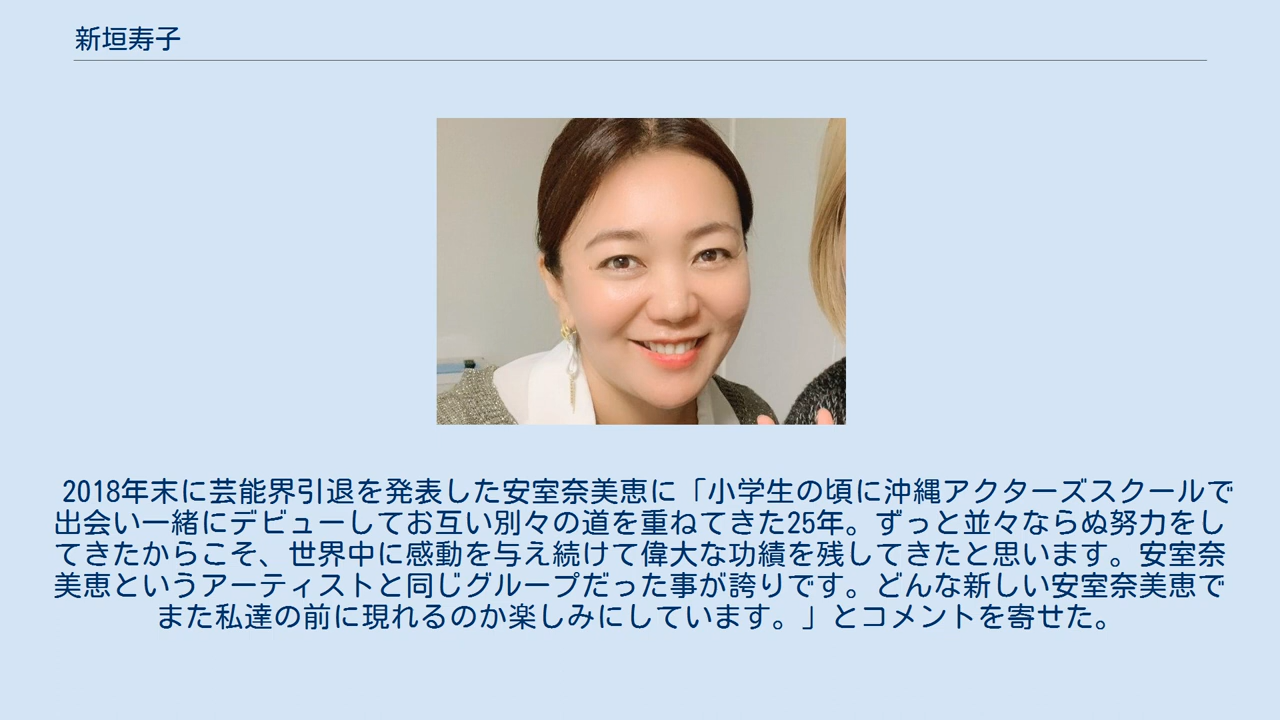 新垣寿子
2018年末に芸能界引退を発表した安室奈美恵に「小学生の頃に沖縄アクターズスクールで
出会い一緒にデビューしてお互い別々の道を重ねてきた25年。ずっと並々ならぬ努力をし
てきたからこそ、世界中に感動を与え続けて偉大な功績を残してきたと思います。安室奈
美恵というアーティストと同じグループだった事が誇りです。どんな新しい安室奈美恵で
また私達の前に現れるのか楽しみにしています。」とコメントを寄せた。